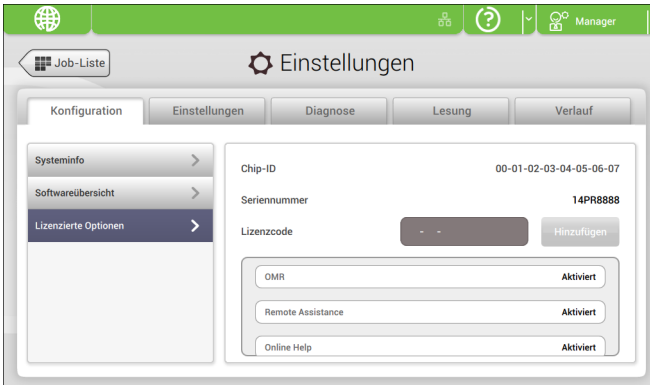 Manager
Job-Liste
Einstellungen
Konfiguration Einstellungen Diagnose Lesung Verlauf
Systeminfo
Softwareübersicht
Lizenzierte Optionen
Chip-ID 00-01-02-03-04-05-06-07
Seriennummer 14PR8888
Lizenzcode - - Hinzufügen
OMR Aktiviert
Remote Assistance Aktiviert
Online Help Aktiviert